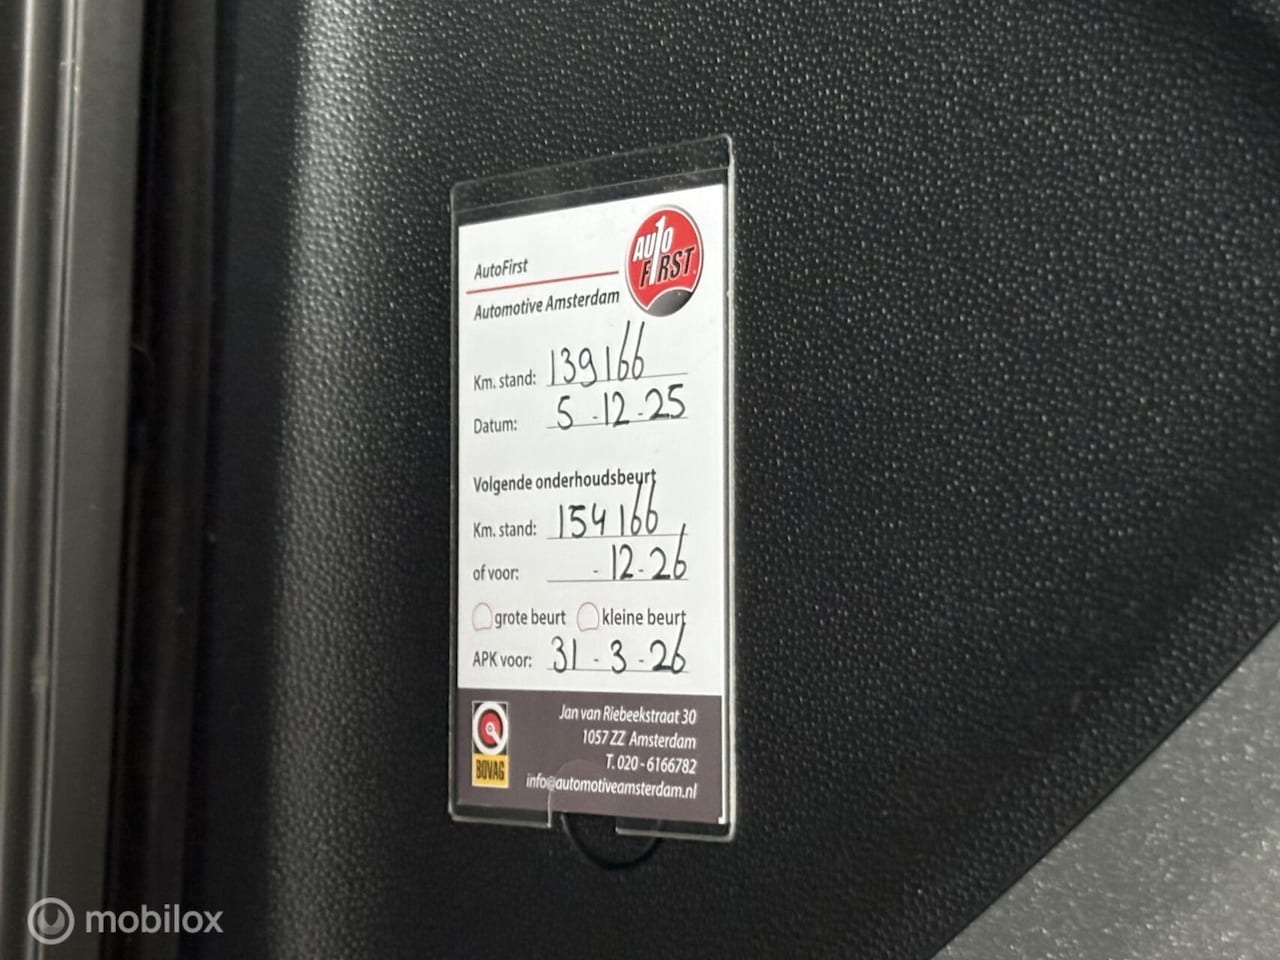 AutoFirst
AUTO
FIRST
Automotive Amsterdam
Km. stand: 139166
Datum: 5-12-25
Volgende onderhoudsbeurt
Km. stand: 154166
of voor: -12-26
grote beurt kleine beurt
APK voor: 31-3-26
Jan van Riebeekstraat 30
1057 ZZ Amsterdam
T. 020 - 6166782
info@automotiveamsterdam.nl
BOVAG
mobilox